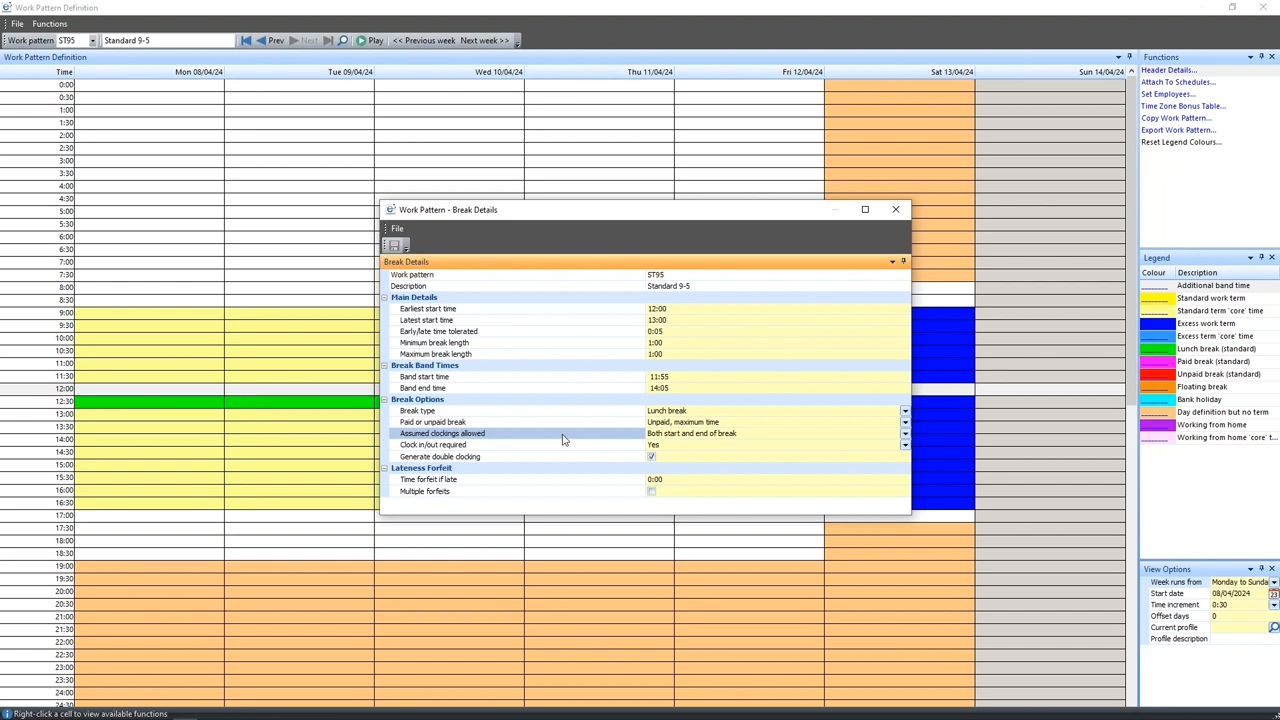 Work Pattern Definition
File Functions
Work pattern ST95 Standard 9-5 Prev Next Play << Previous week Next week >>
Work Pattern Definition
Time Mon 08/04/24 Tue 09/04/24 Wed 10/04/24 Thu 11/04/24 Fri 12/04/24 Sat 13/04/24 Sun 14/04/24
0:00
0:30
1:00
1:30
2:00
2:30
3:00
3:30
4:00
4:30
5:00
5:30
6:00
6:30
7:00
7:30
8:00
8:30
9:00
9:30
10:00
10:30
11:00
11:30
12:00
12:30
13:00
13:30
14:00
14:30
15:00
15:30
16:00
16:30
17:00
17:30
18:00
18:30
19:00
19:30
20:00
20:30
21:00
21:30
22:00
22:30
23:00
23:30
24:00
24:30
Work Pattern - Break Details
File
Break Details
Work pattern ST95
Description Standard 9-5
Main Details
Earliest start time 12:00
Latest start time 13:00
Early/late time tolerated 0:05
Minimum break length 1:00
Maximum break length 1:00
Break Band Times
Band start time 11:55
Band end time 14:05
Break Options
Break type Lunch break
Paid or unpaid break Unpaid, maximum time
Assumed clockings allowed Both start and end of break
Clock in/out required Yes
Generate double clocking
Lateness Forfeit
Time forfeit if late 0:00
Multiple forfeits
Functions
Header Details...
Attach To Schedules...
Set Employees...
Time Zone Bonus Table...
Copy Work Pattern...
Export Work Pattern...
Reset Legend Colours...
Legend
Colour Description
Additional band time
Standard work term
Standard term 'core' time
Excess work term
Excess term 'core' time
Lunch break (standard)
Paid break (standard)
Unpaid break (standard)
Floating break
Bank holiday
Day definition but no term
Working from home
Working from home 'core' t...
View Options
Week runs from Monday to Sunda
Start date 08/04/2024 23
Time increment 0:30
Offset days 0
Current profile
Profile description
Right-click a cell to view available functions